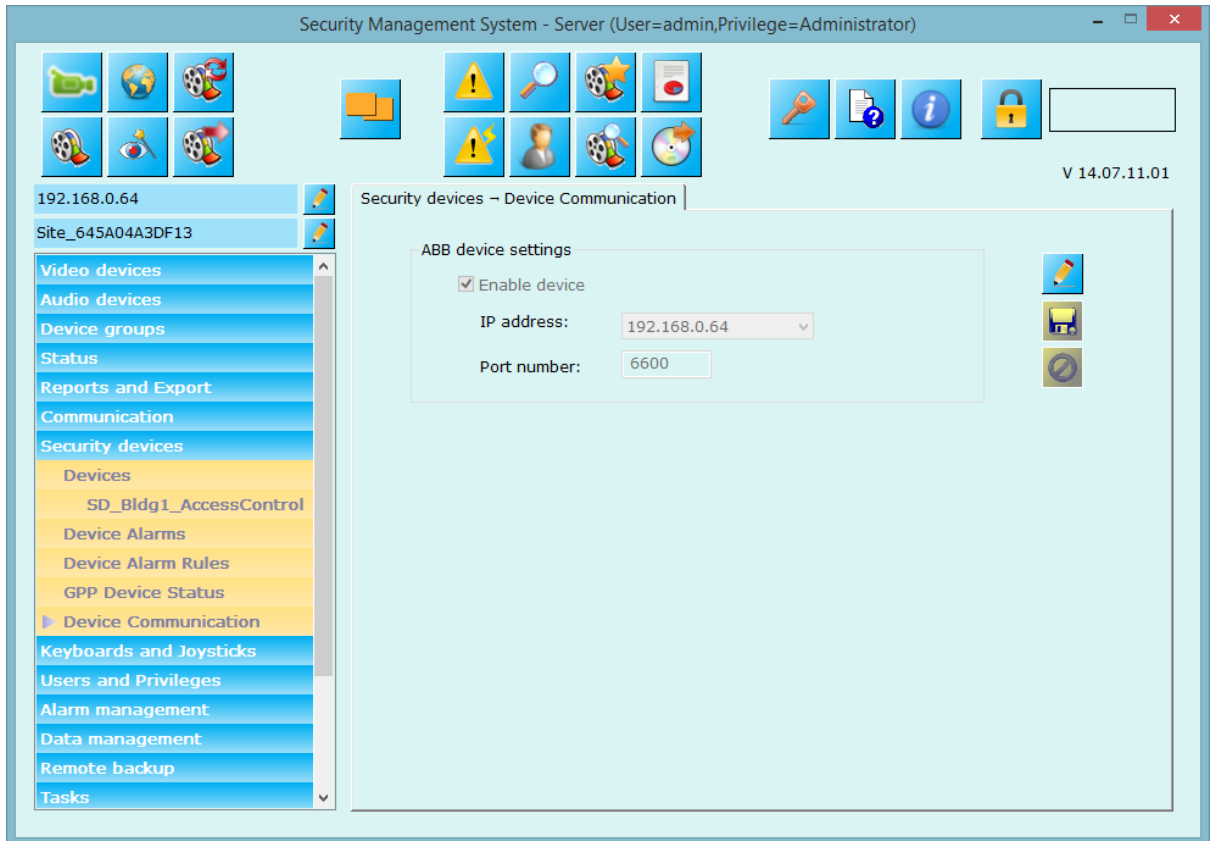 Security Management System - Server (User=admin,Privilege=Administrator)
V 14.07.11.01
192.168.0.64
Site_645A04A3DF13
Video devices
Audio devices
Device groups
Status
Reports and Export
Communication
Security devices
Devices
SD_Bldg1_AccessControl
Device Alarms
Device Alarm Rules
GPP Device Status
Device Communication
Keyboards and Joysticks
Users and Privileges
Alarm management
Data management
Remote backup
Tasks
Security devices → Device Communication
ABB device settings
Enable device
IP address: 192.168.0.64
Port number: 6600